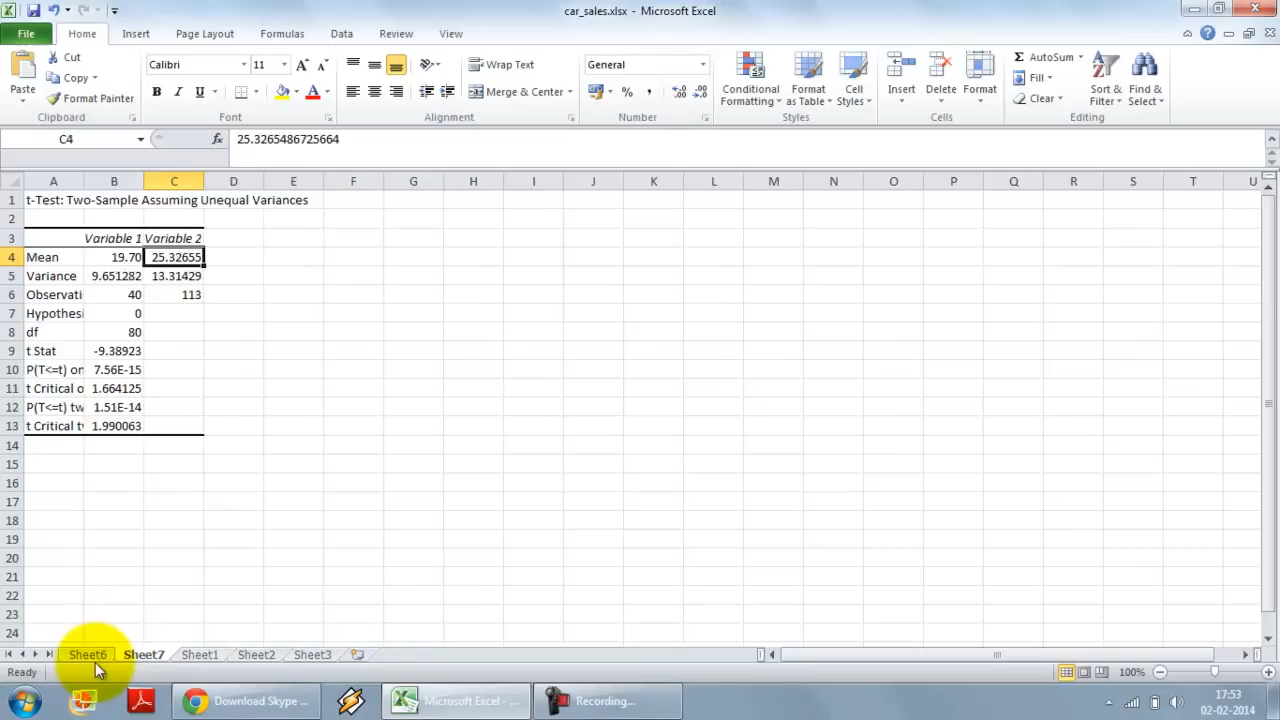 car_sales.xlsx - Microsoft Excel
File Home Insert Page Layout Formulas Data Review View
Paste
Cut
Copy
Format Painter
Clipboard
Calibri 11
B I U
Font
Wrap Text
Merge & Center
Alignment
General
Number
Conditional Formatting
Format as Table
Cell Styles
Styles
Insert Delete Format
Cells
AutoSum
Fill
Clear
Sort & Filter
Find & Select
Editing
C4 fx 25.3265486725664
A B C D E F G H I J K L M N O P Q R S T U
1 t-Test: Two-Sample Assuming Unequal Variances
2
3 Variable 1 Variable 2
4 Mean 19.70 25.32655
5 Variance 9.651282 13.31429
6 Observati 40 113
7 Hypothesi 0
8 df 80
9 t Stat -9.38923
10 P(T<=t) on 7.56E-15
11 t Critical o 1.664125
12 P(T<=t) tw 1.51E-14
13 t Critical tw 1.990063
14
15
16
17
18
19
20
21
22
23
24
Sheet6 Sheet7 Sheet1 Sheet2 Sheet3
Ready 100%
Download Skype ... Microsoft Excel - ... Recording...
17:53
02-02-2014